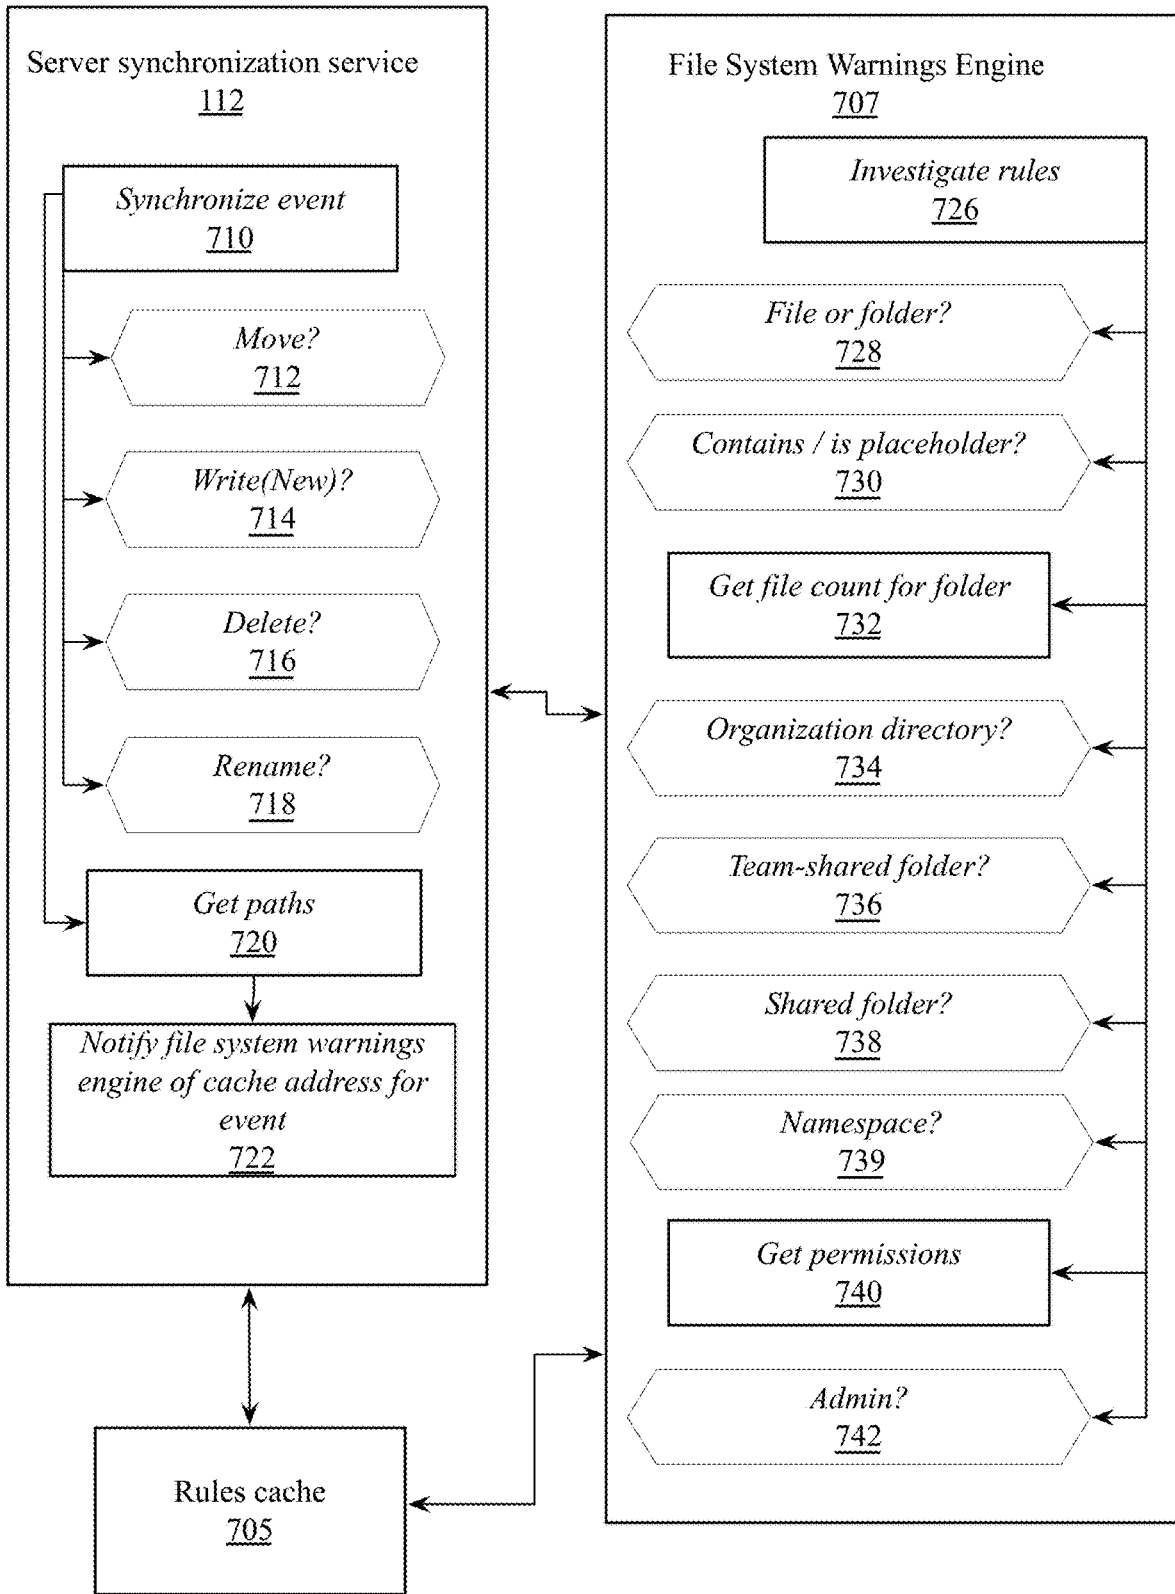 Server synchronization service
112
Synchronize event
710
Move?
712
Write(New)?
714
Delete?
716
Rename?
718
Get paths
720
Notify file system warnings
engine of cache address for
event
722
Rules cache
705
File System Warnings Engine
707
Investigate rules
726
File or folder?
728
Contains / is placeholder?
730
Get file count for folder
732
Organization directory?
734
Team-shared folder?
736
Shared folder?
738
Namespace?
739
Get permissions
740
Admin?
742